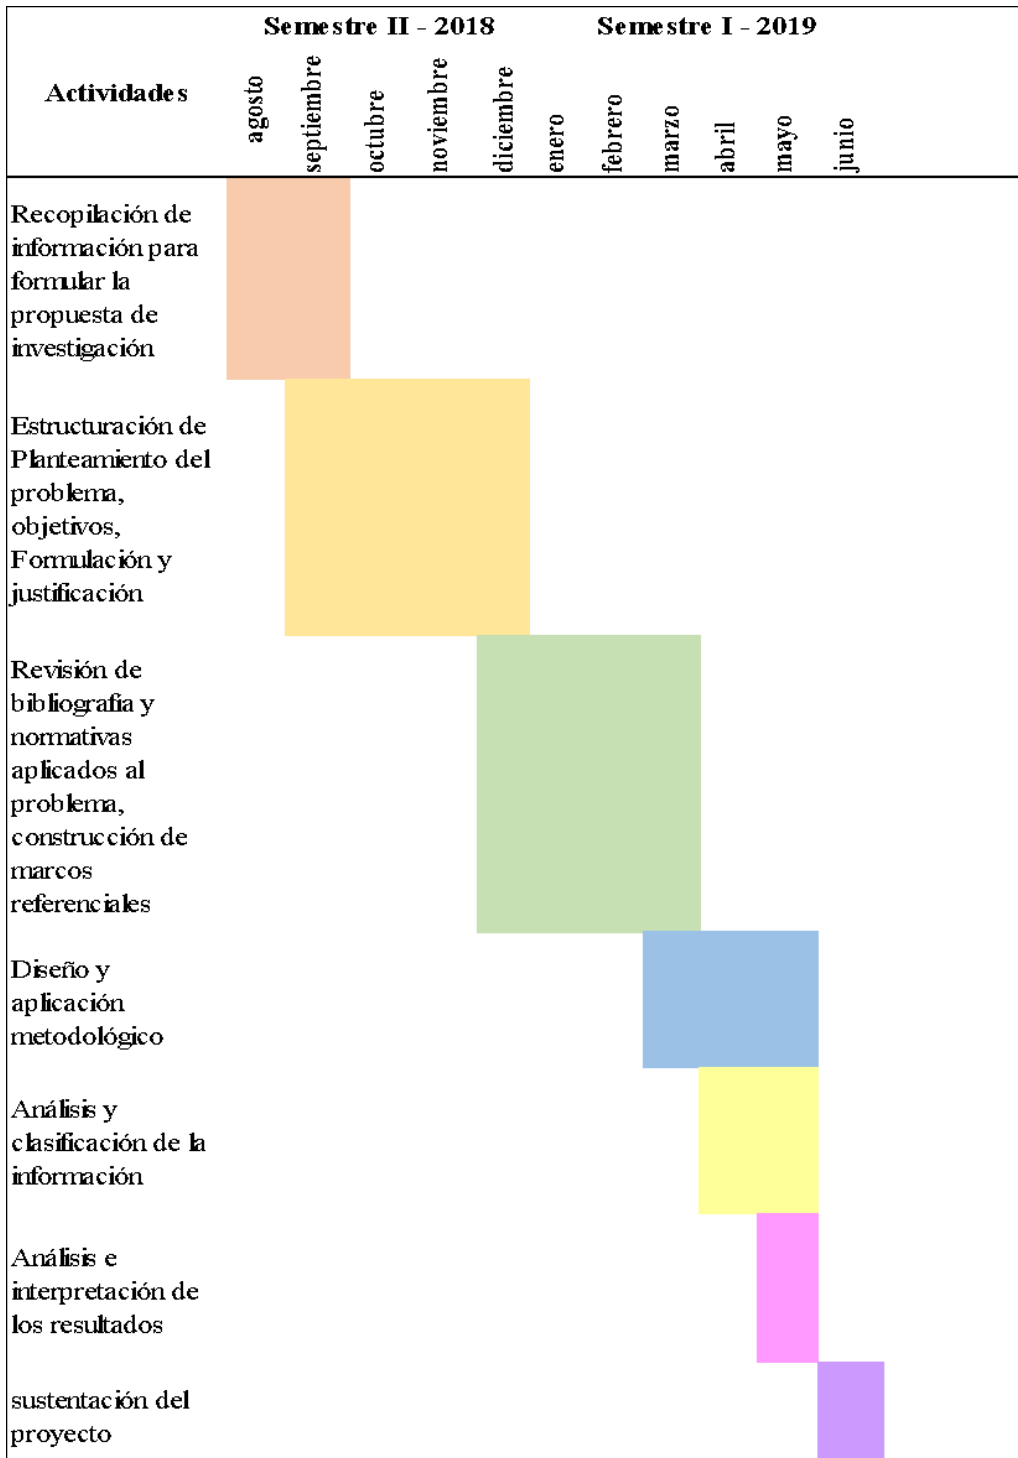 Semestre II - 2018 Semestre I - 2019
Actividades agosto septiembre octubre noviembre diciembre enero febrero marzo abril mayo junio
Recopilación de
información para
formular la
propuesta de
investigación
Estructuración de
Planteamiento del
problema,
objetivos,
Formulación y
justificación
Revisión de
bibliografia y
normativas
aplicados al
problema,
construcción de
marcos
referenciales
Diseño y
aplicación
metodológico
Análisis y
clasificación de la
información
Análisis e
interpretación de
los resultados
sustentación del
proyecto